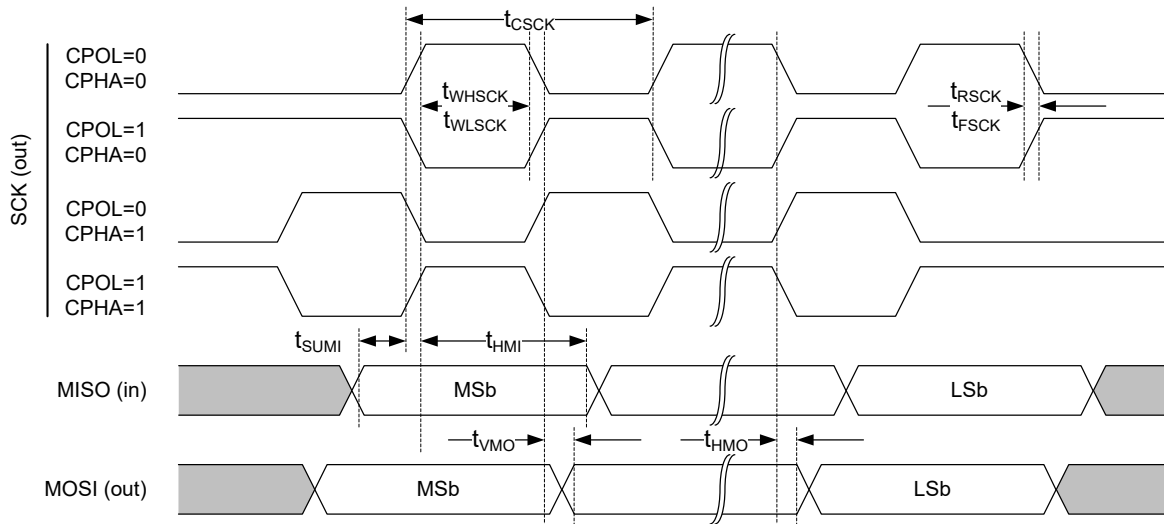 tCSCK
CPOL=0
CPHA=0
tWHSCK
tRSCK
tWLSCK
tFSCK
CPOL=1
CPHA=0
SCK (out)
CPOL=0
CPHA=1
CPOL=1
CPHA=1
tSUMI
tHMI
MISO (in)
MSb
LSb
tVMO
tHMO
MOSI (out)
MSb
LSb